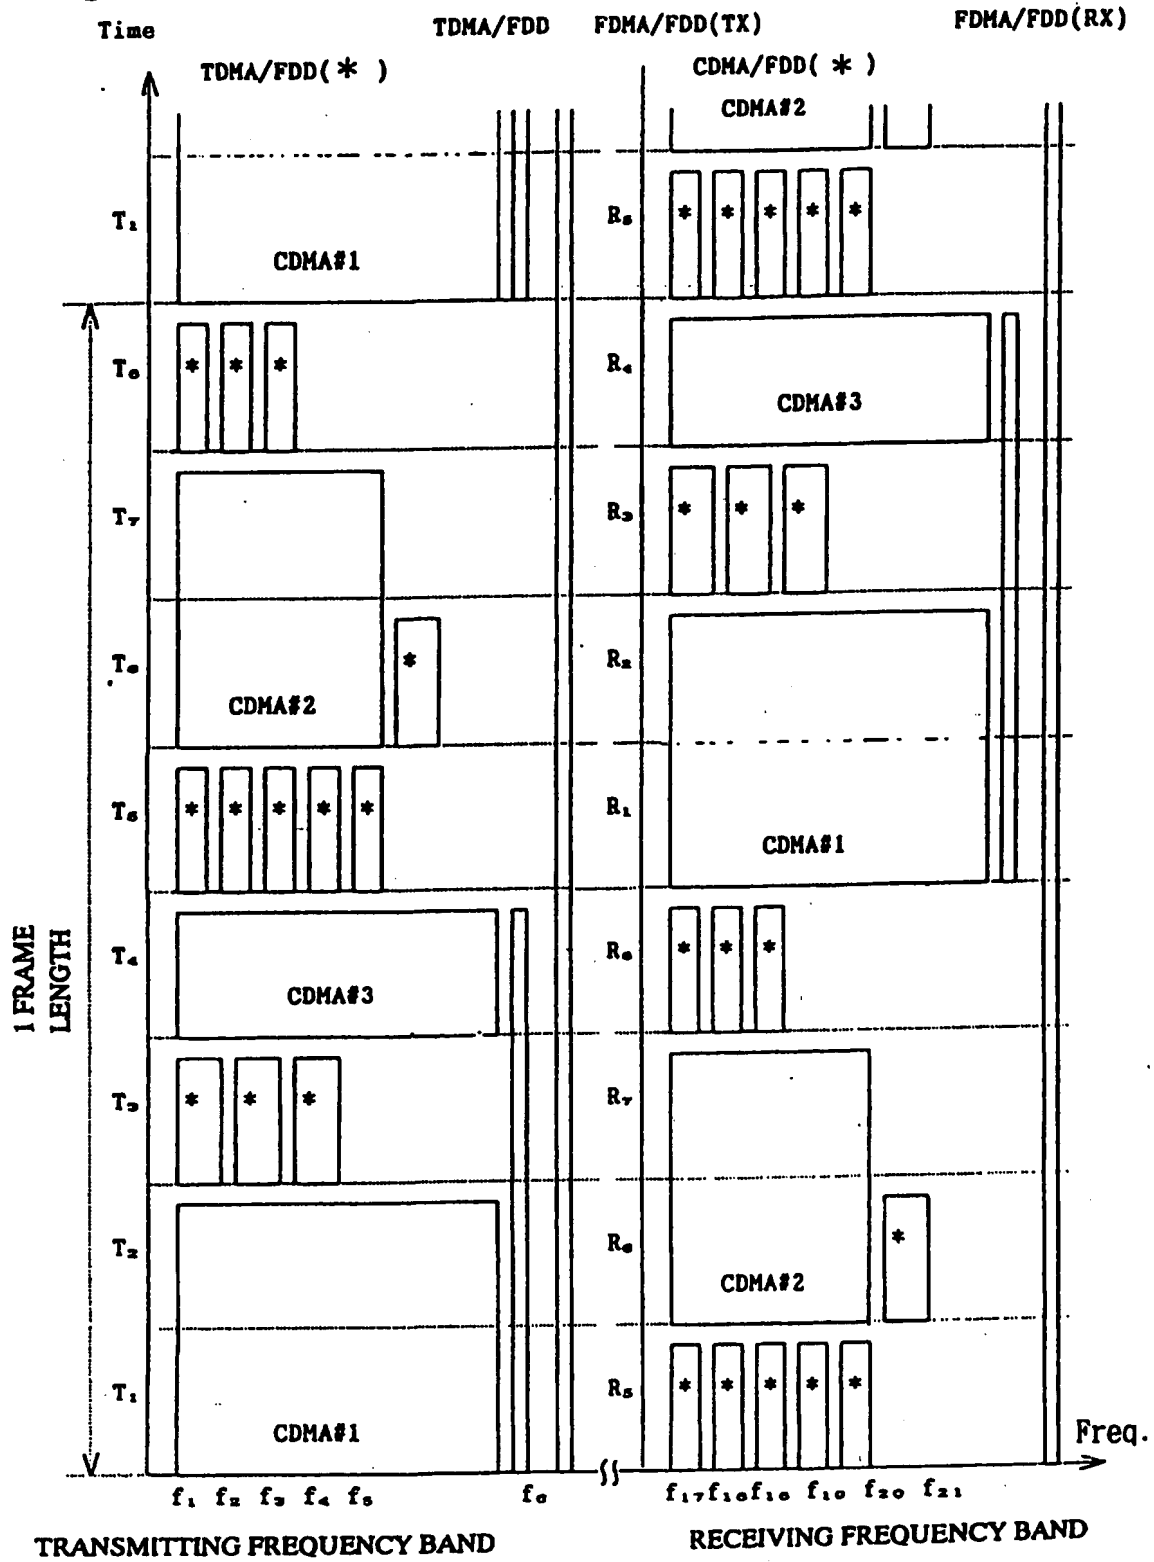 Time TDMA/FDD FDMA/FDD(TX) FDMA/FDD(RX)
TDMA/FDD( * ) CDMA/FDD( * )
CDMA#2
T₁ R₅ * * * * *
CDMA#1
T₈ * * * R₄
CDMA#3
T₇ R₃ * * *
T₆ * R₂
CDMA#2
T₅ * * * * * R₁
CDMA#1
1 FRAME LENGTH
T₄ R₈ * * *
CDMA#3
T₃ * * * R₇
T₂ R₆ *
CDMA#2
T₁ R₅ * * * * *
CDMA#1
Freq.
f₁ f₂ f₃ f₄ f₅ f₆ f₁₇ f₁₈ f₁₉ f₂₀ f₂₁
TRANSMITTING FREQUENCY BAND RECEIVING FREQUENCY BAND